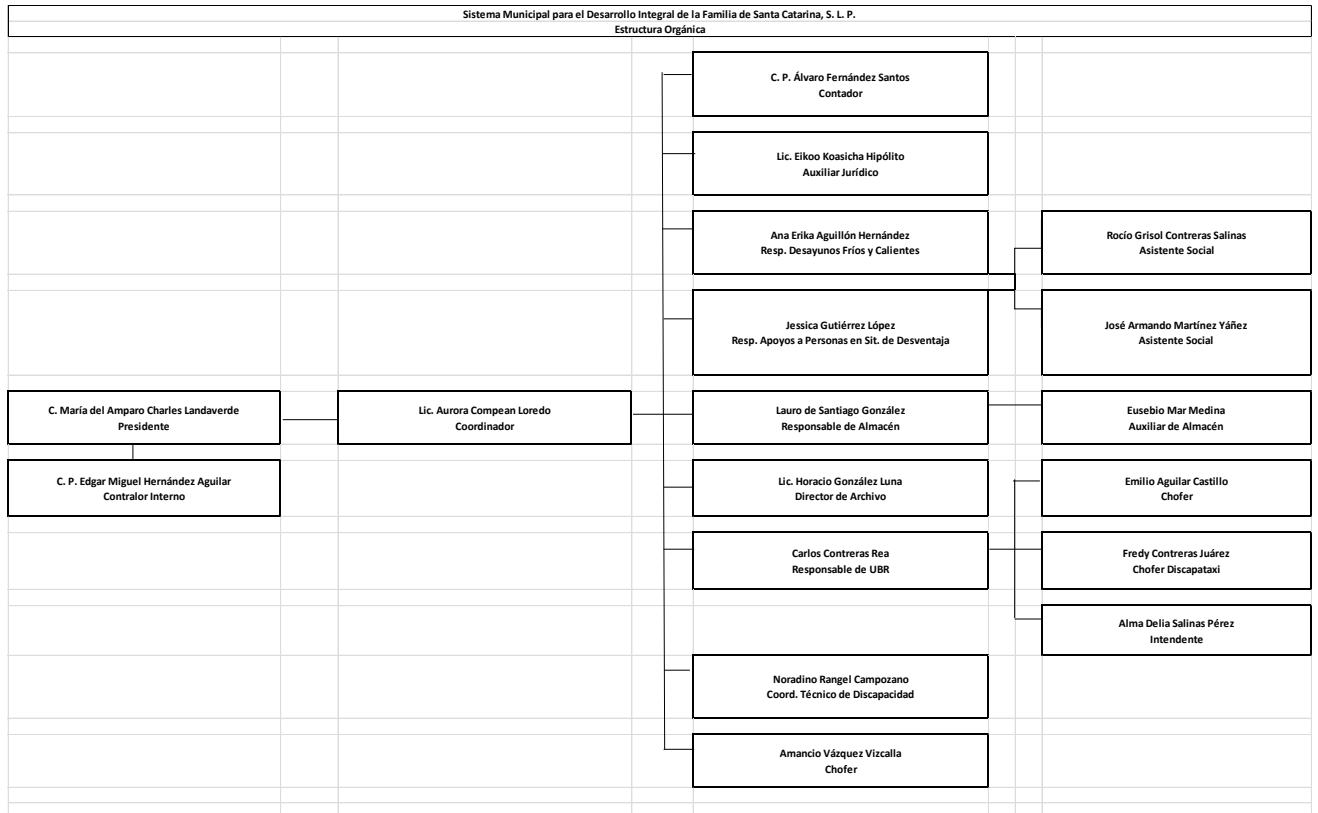 Sistema Municipal para el Desarrollo Integral de la Familia de Santa Catarina, S. L. P.
Estructura Orgánica
C. P. Álvaro Fernández Santos
Contador
Lic. Eikoo Koasicha Hipólito
Auxiliar Jurídico
Ana Erika Aguillón Hernández
Resp. Desayunos Fríos y Calientes
Rocío Grisol Contreras Salinas
Asistente Social
Jessica Gutiérrez López
Resp. Apoyos a Personas en Sit. de Desventaja
José Armando Martínez Yáñez
Asistente Social
C. María del Amparo Charles Landaverde
Presidente
Lic. Aurora Compean Loredo
Coordinador
Lauro de Santiago González
Responsable de Almacén
Eusebio Mar Medina
Auxiliar de Almacén
C. P. Edgar Miguel Hernández Aguilar
Contralor Interno
Lic. Horacio González Luna
Director de Archivo
Emilio Aguilar Castillo
Chofer
Carlos Contreras Rea
Responsable de UBR
Fredy Contreras Juárez
Chofer Discapataxi
Alma Delia Salinas Pérez
Intendente
Noradino Rangel Campozano
Coord. Técnico de Discapacidad
Amancio Vázquez Vizcalla
Chofer